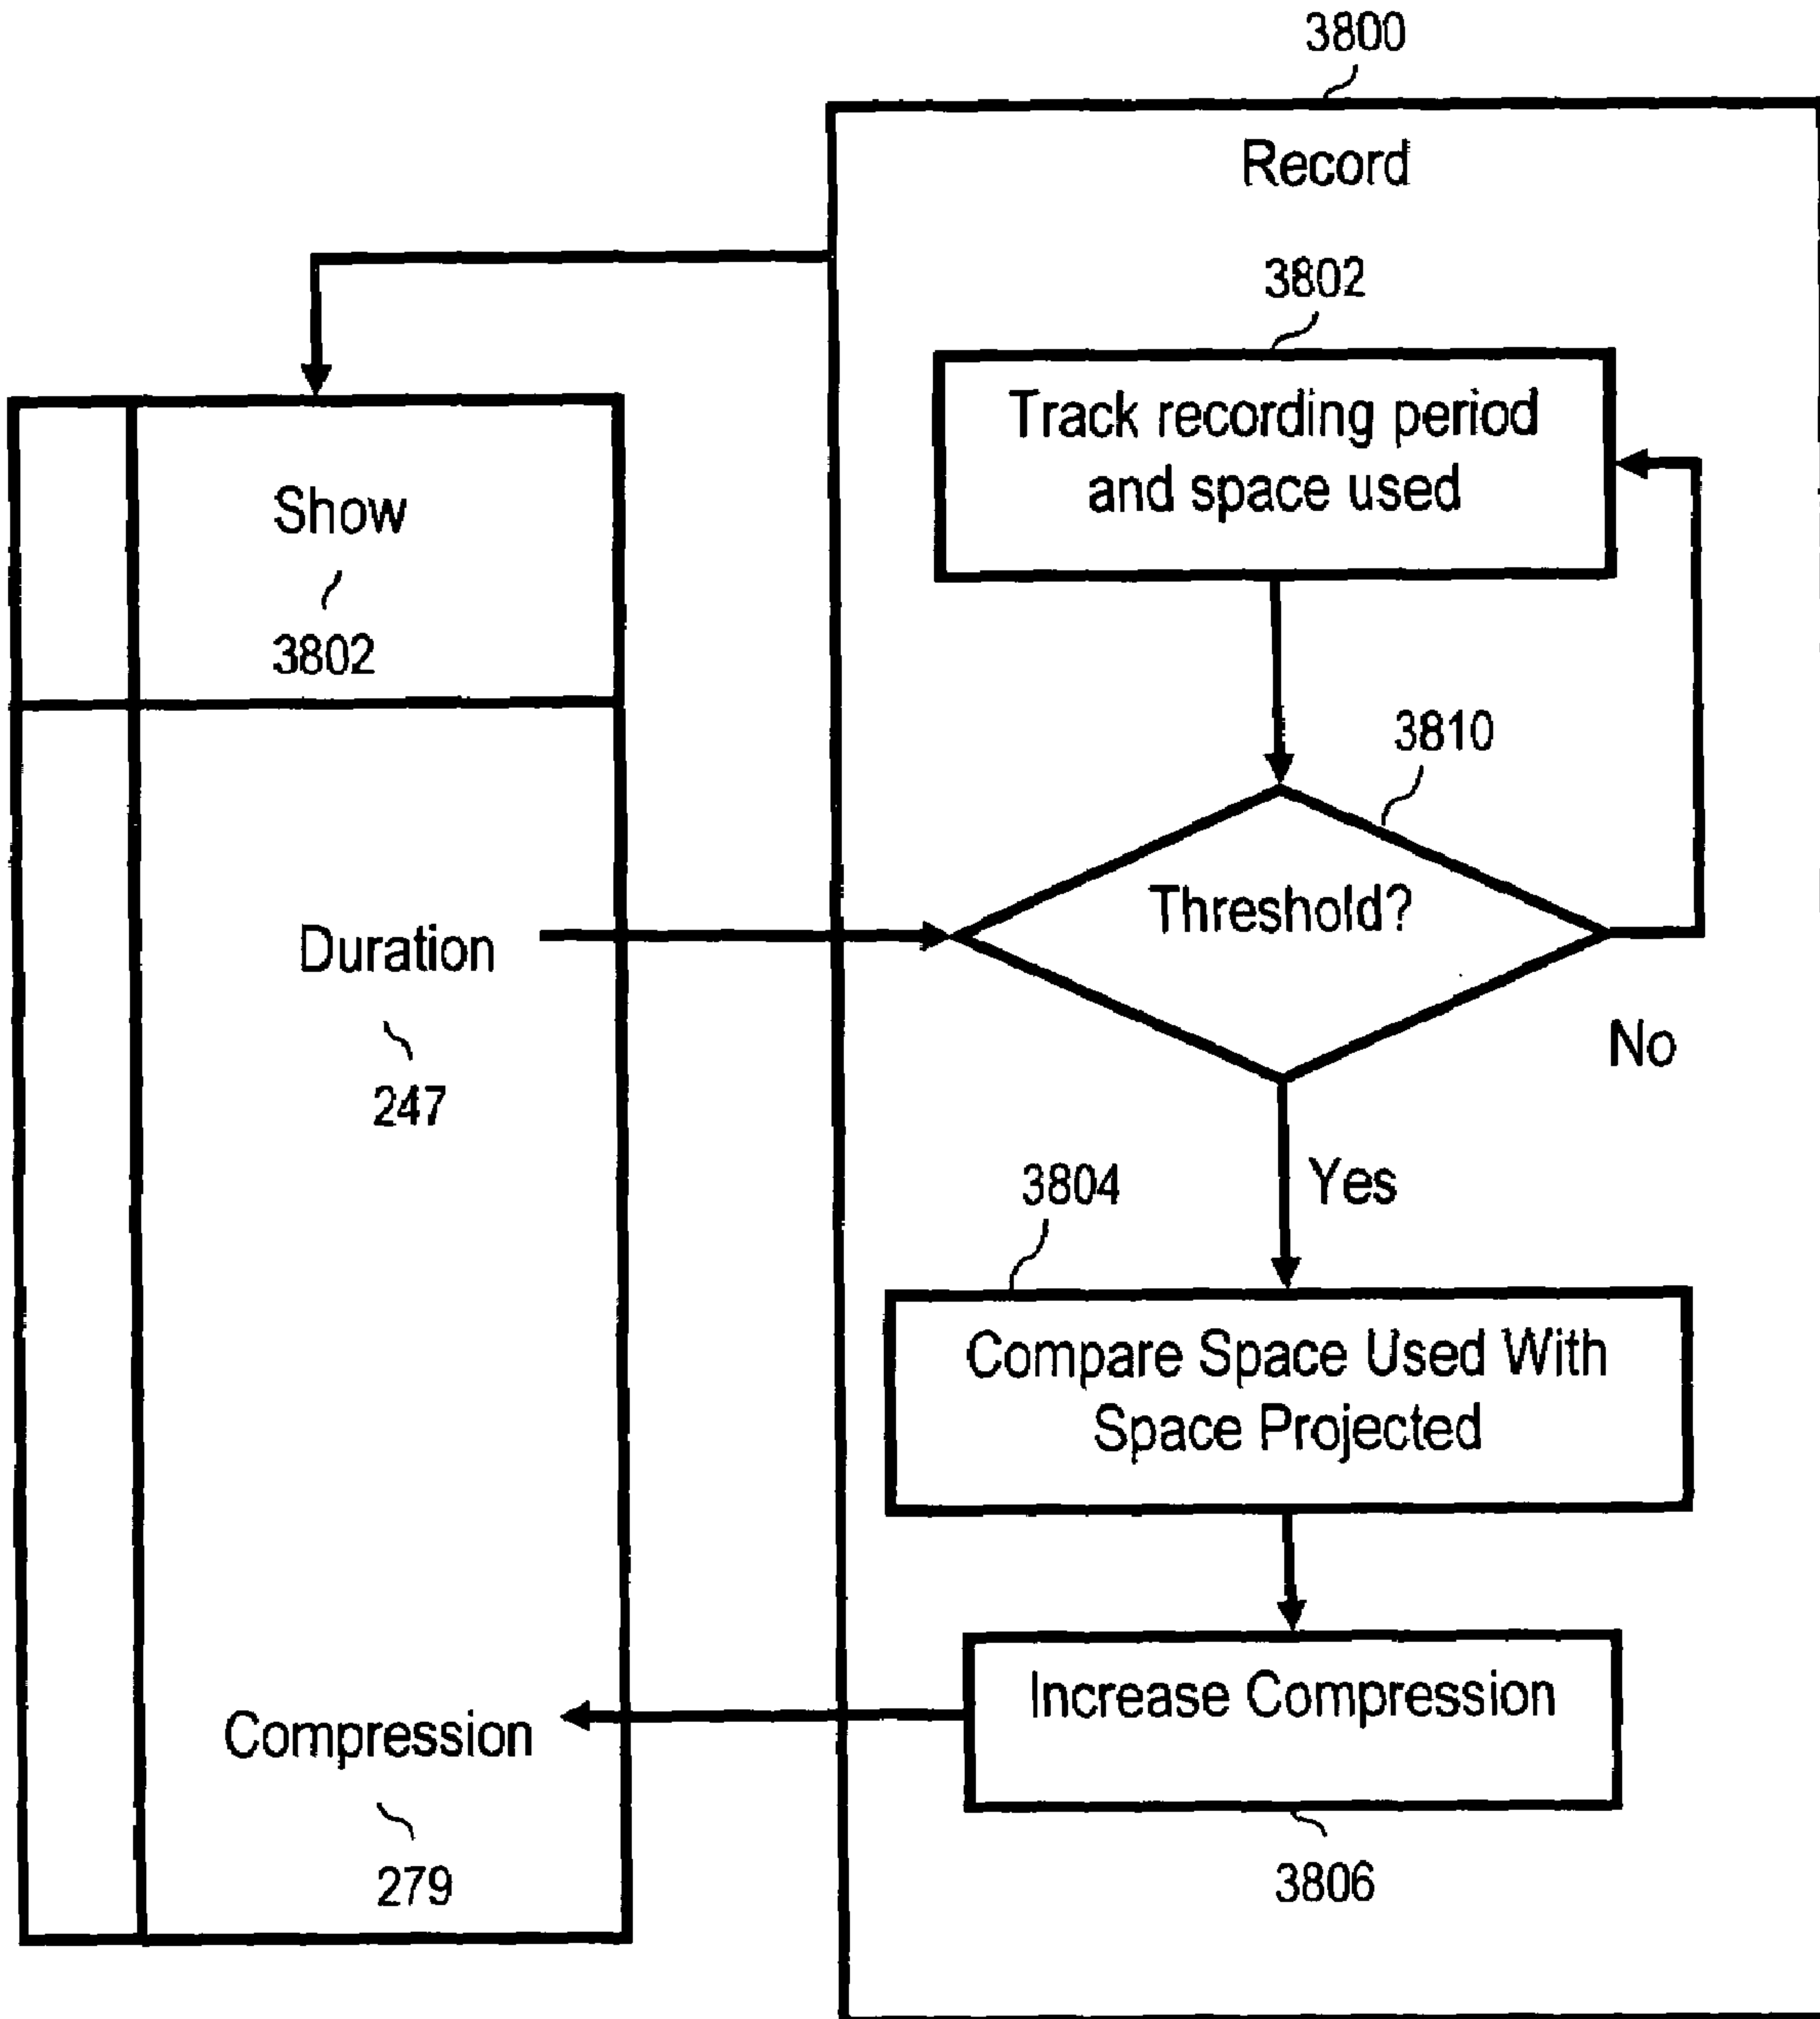 3800
Record
3802
Track recording period
and space used
Show
3802
3810
Threshold?
Duration
247
No
Yes
3804
Compare Space Used With
Space Projected
Increase Compression
Compression
279
3806